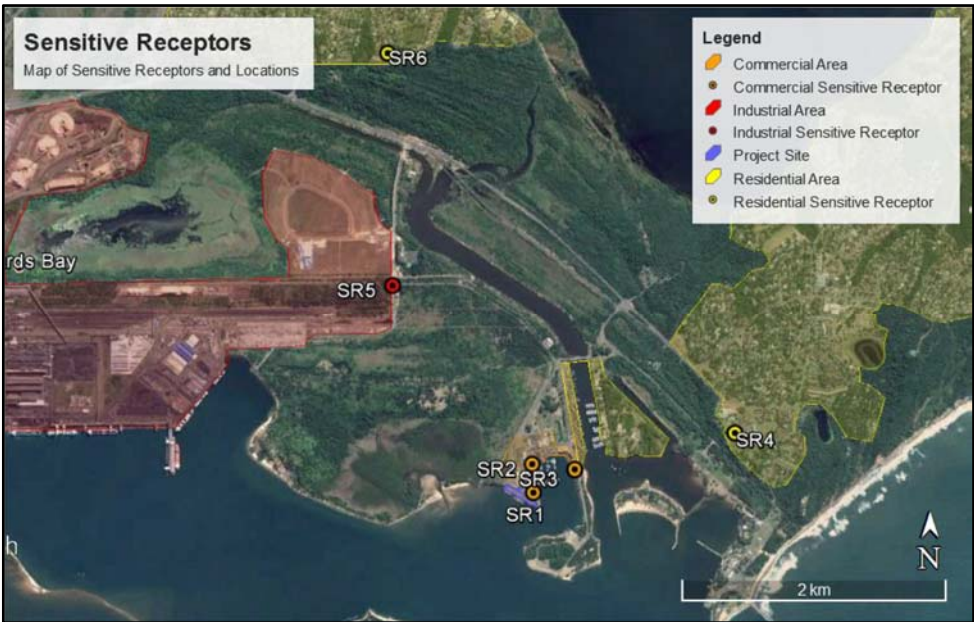 Sensitive Receptors
Map of Sensitive Receptors and Locations
SR6
Legend
Commercial Area
Commercial Sensitive Receptor
Industrial Area
Industrial Sensitive Receptor
Project Site
Residential Area
Residential Sensitive Receptor
rds Bay
SR5
SR4
SR2
SR3
SR1
h
N
2 km